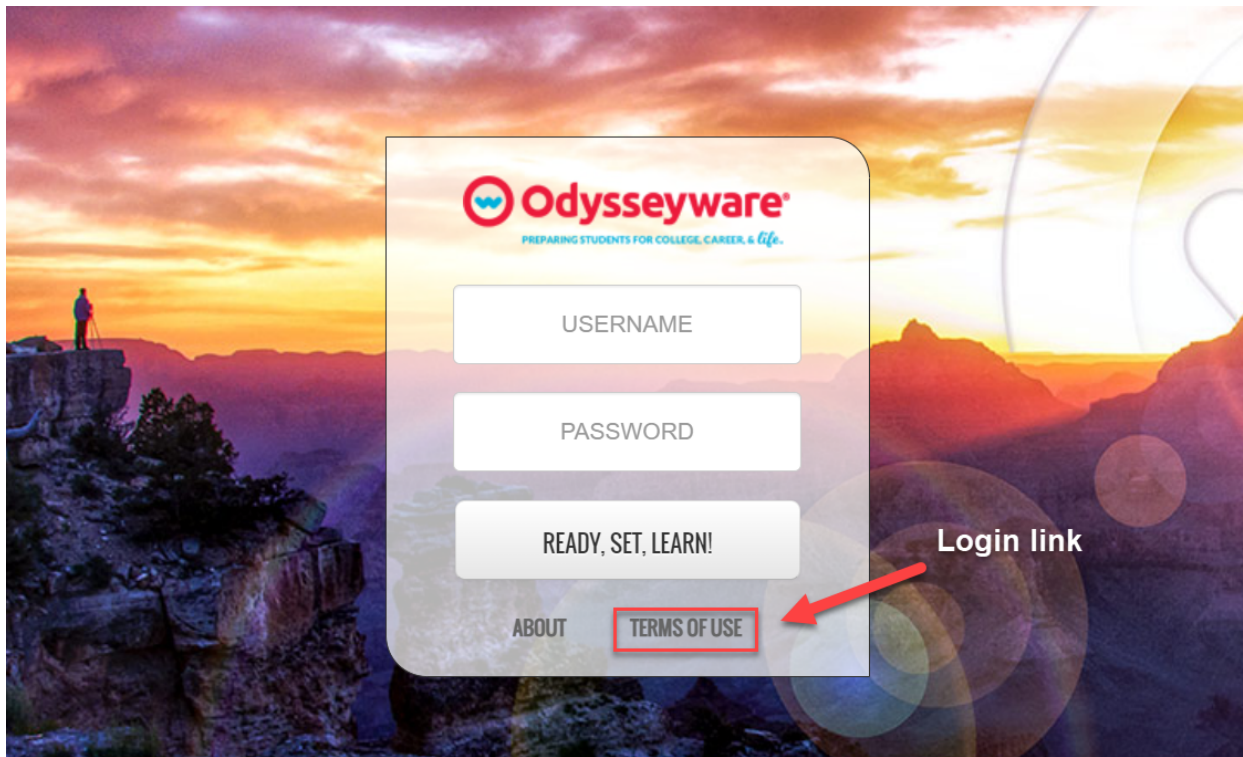 Odysseyware®
PREPARING STUDENTS FOR COLLEGE, CAREER, & life.
USERNAME
PASSWORD
READY, SET, LEARN!
Login link
ABOUT TERMS OF USE